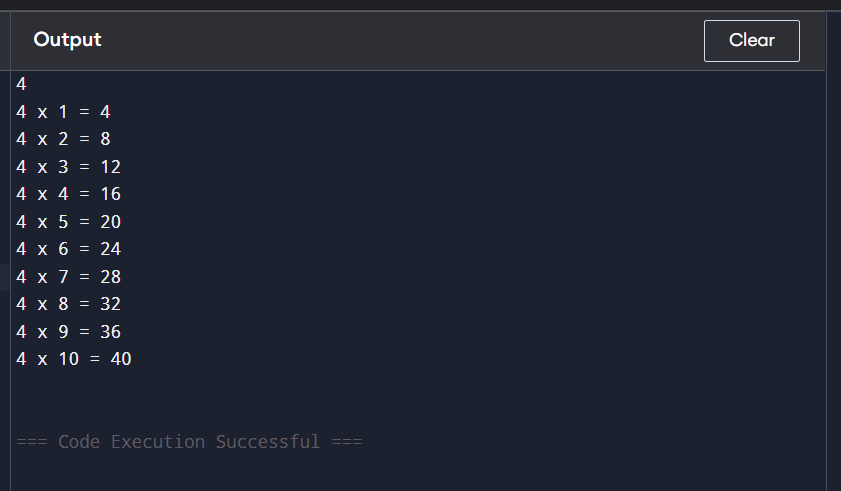 Output
Clear
4
4 x 1 = 4
4 x 2 = 8
4 x 3 = 12
4 x 4 = 16
4 x 5 = 20
4 x 6 = 24
4 x 7 = 28
4 x 8 = 32
4 x 9 = 36
4 x 10 = 40
=== Code Execution Successful ===